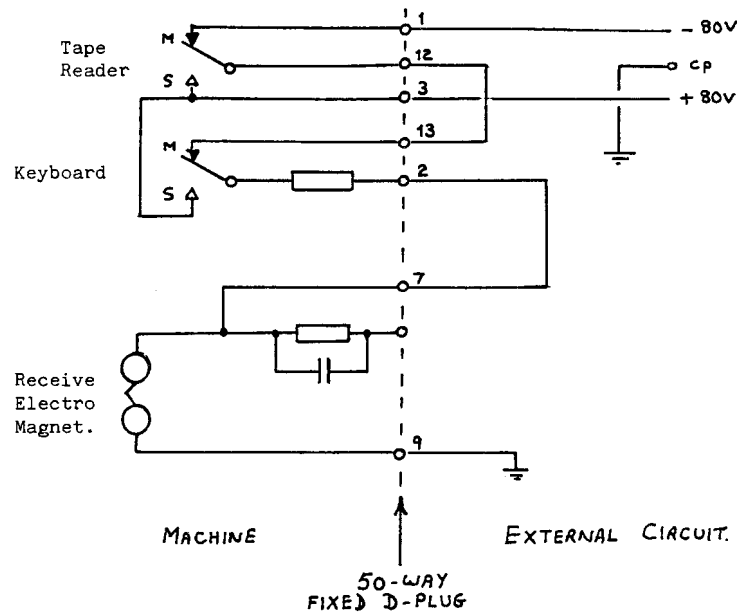 1
- 80V
M
Tape
Reader
12
cp
S
3
+ 80V
13
M
Keyboard
2
S
7
Receive
Electro
Magnet.
9
MACHINE
EXTERNAL CIRCUIT.
50-WAY
FIXED D-PLUG